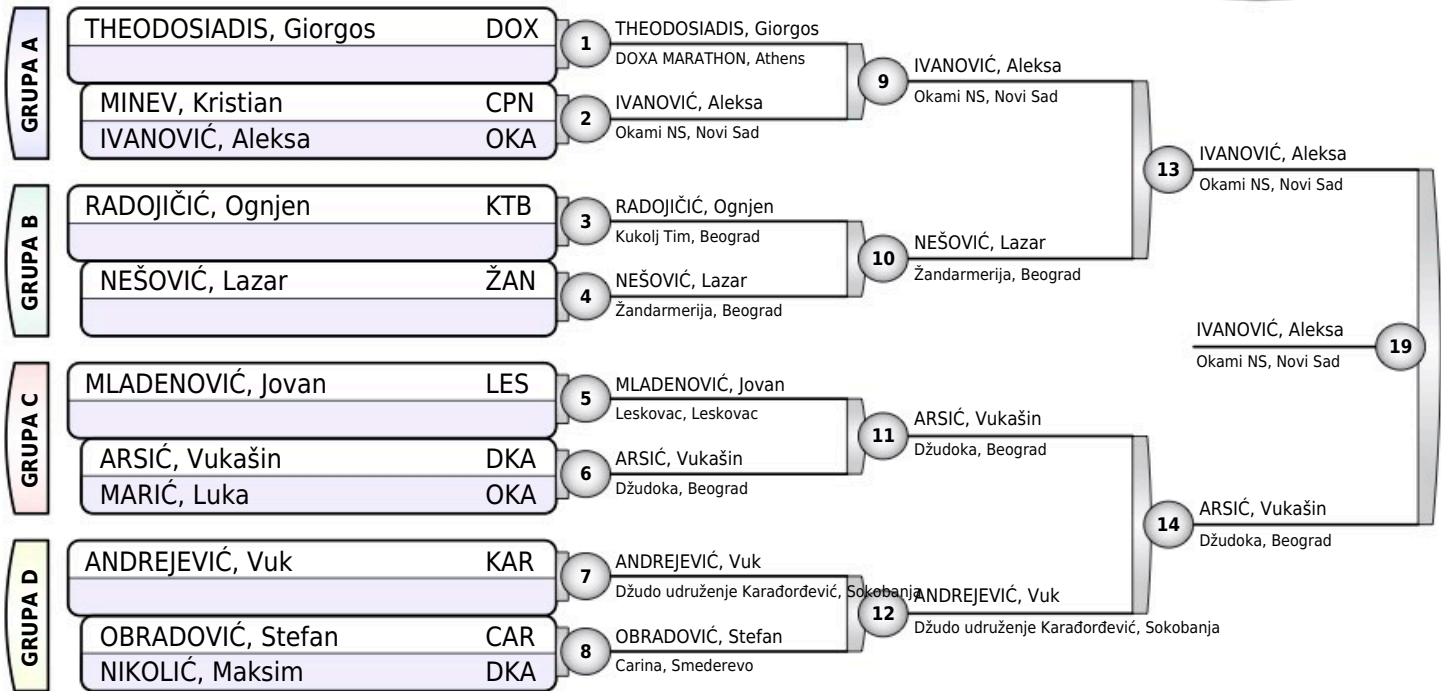 GRUPA A
THEODOSIADIS, Giorgos DOX
MINEV, Kristian CPN
IVANOVIĆ, Aleksa OKA
1
THEODOSIADIS, Giorgos
DOXA MARATHON, Athens
2
IVANOVIĆ, Aleksa
Okami NS, Novi Sad
9
IVANOVIĆ, Aleksa
Okami NS, Novi Sad
GRUPA B
RADOJIČIĆ, Ognjen KTB
NEŠOVIĆ, Lazar ŽAN
3
RADOJIČIĆ, Ognjen
Kukolj Tim, Beograd
4
NEŠOVIĆ, Lazar
Žandarmerija, Beograd
10
NEŠOVIĆ, Lazar
Žandarmerija, Beograd
13
IVANOVIĆ, Aleksa
Okami NS, Novi Sad
GRUPA C
MLADENOVIĆ, Jovan LES
ARSIĆ, Vukašin DKA
MARIĆ, Luka OKA
5
MLADENOVIĆ, Jovan
Leskovac, Leskovac
6
ARSIĆ, Vukašin
Džudoka, Beograd
11
ARSIĆ, Vukašin
Džudoka, Beograd
GRUPA D
ANDREJEVIĆ, Vuk KAR
OBRADOVIĆ, Stefan CAR
NIKOLIĆ, Maksim DKA
7
ANDREJEVIĆ, Vuk
Džudo udruženje Karađorđević, Sokobanja
8
OBRADOVIĆ, Stefan
Carina, Smederevo
12
ANDREJEVIĆ, Vuk
Džudo udruženje Karađorđević, Sokobanja
14
ARSIĆ, Vukašin
Džudoka, Beograd
IVANOVIĆ, Aleksa
Okami NS, Novi Sad
19